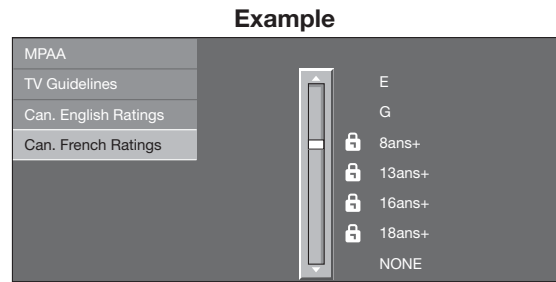 Example
MPAA
TV Guidelines
Can. English Ratings
Can. French Ratings
E
G
8ans+
13ans+
16ans+
18ans+
NONE